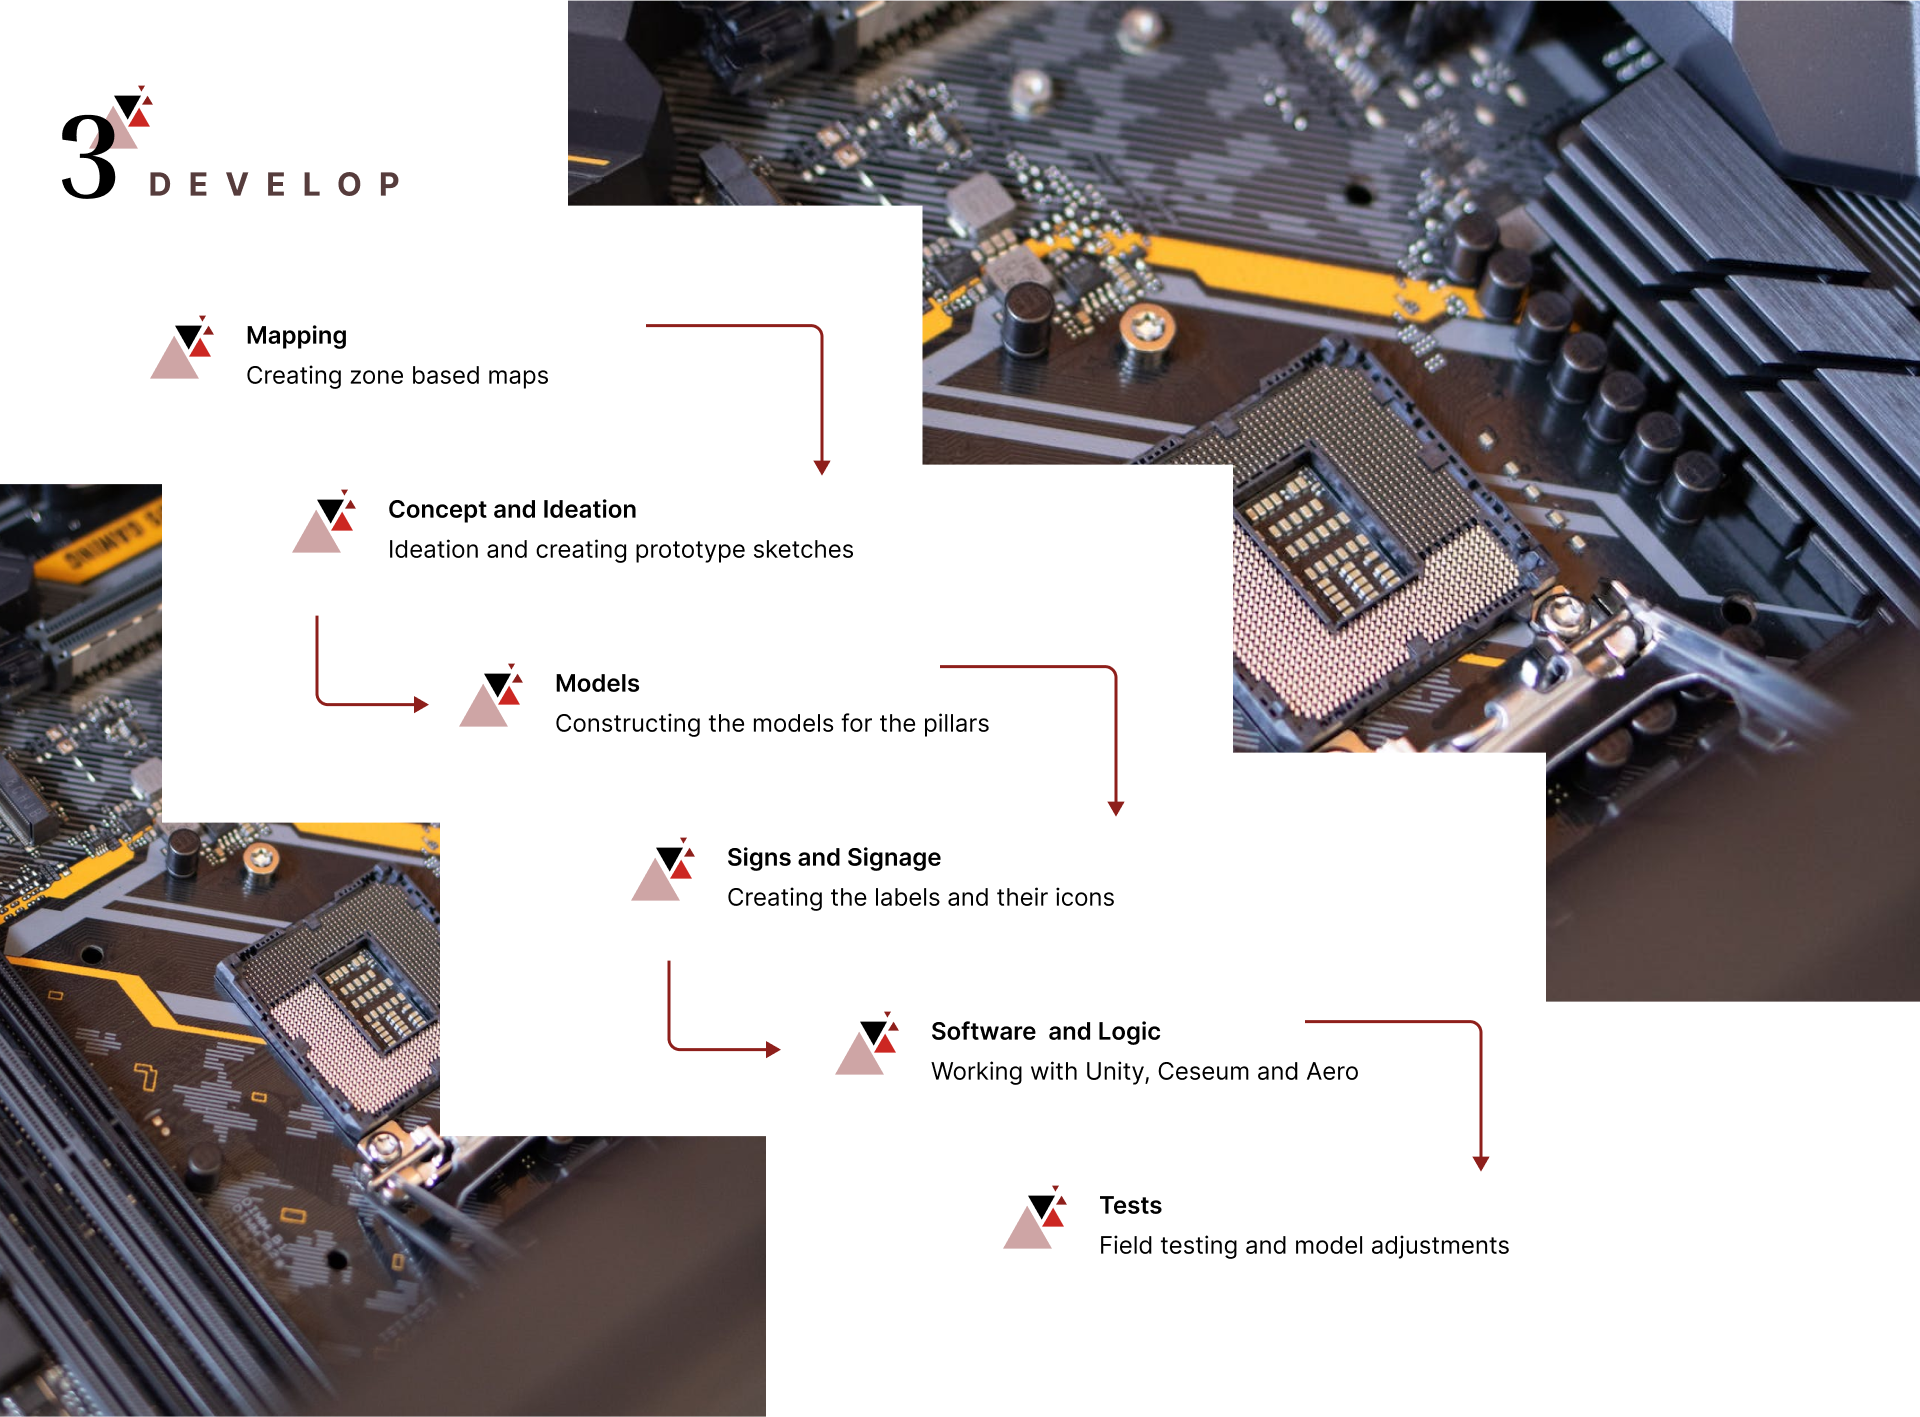 3
DEVELOP
Mapping
Creating zone based maps
Concept and Ideation
Ideation and creating prototype sketches
Models
Constructing the models for the pillars
Signs and Signage
Creating the labels and their icons
Software  and Logic
Working with Unity, Ceseum and Aero
Tests
Field testing and model adjustments
GAMING